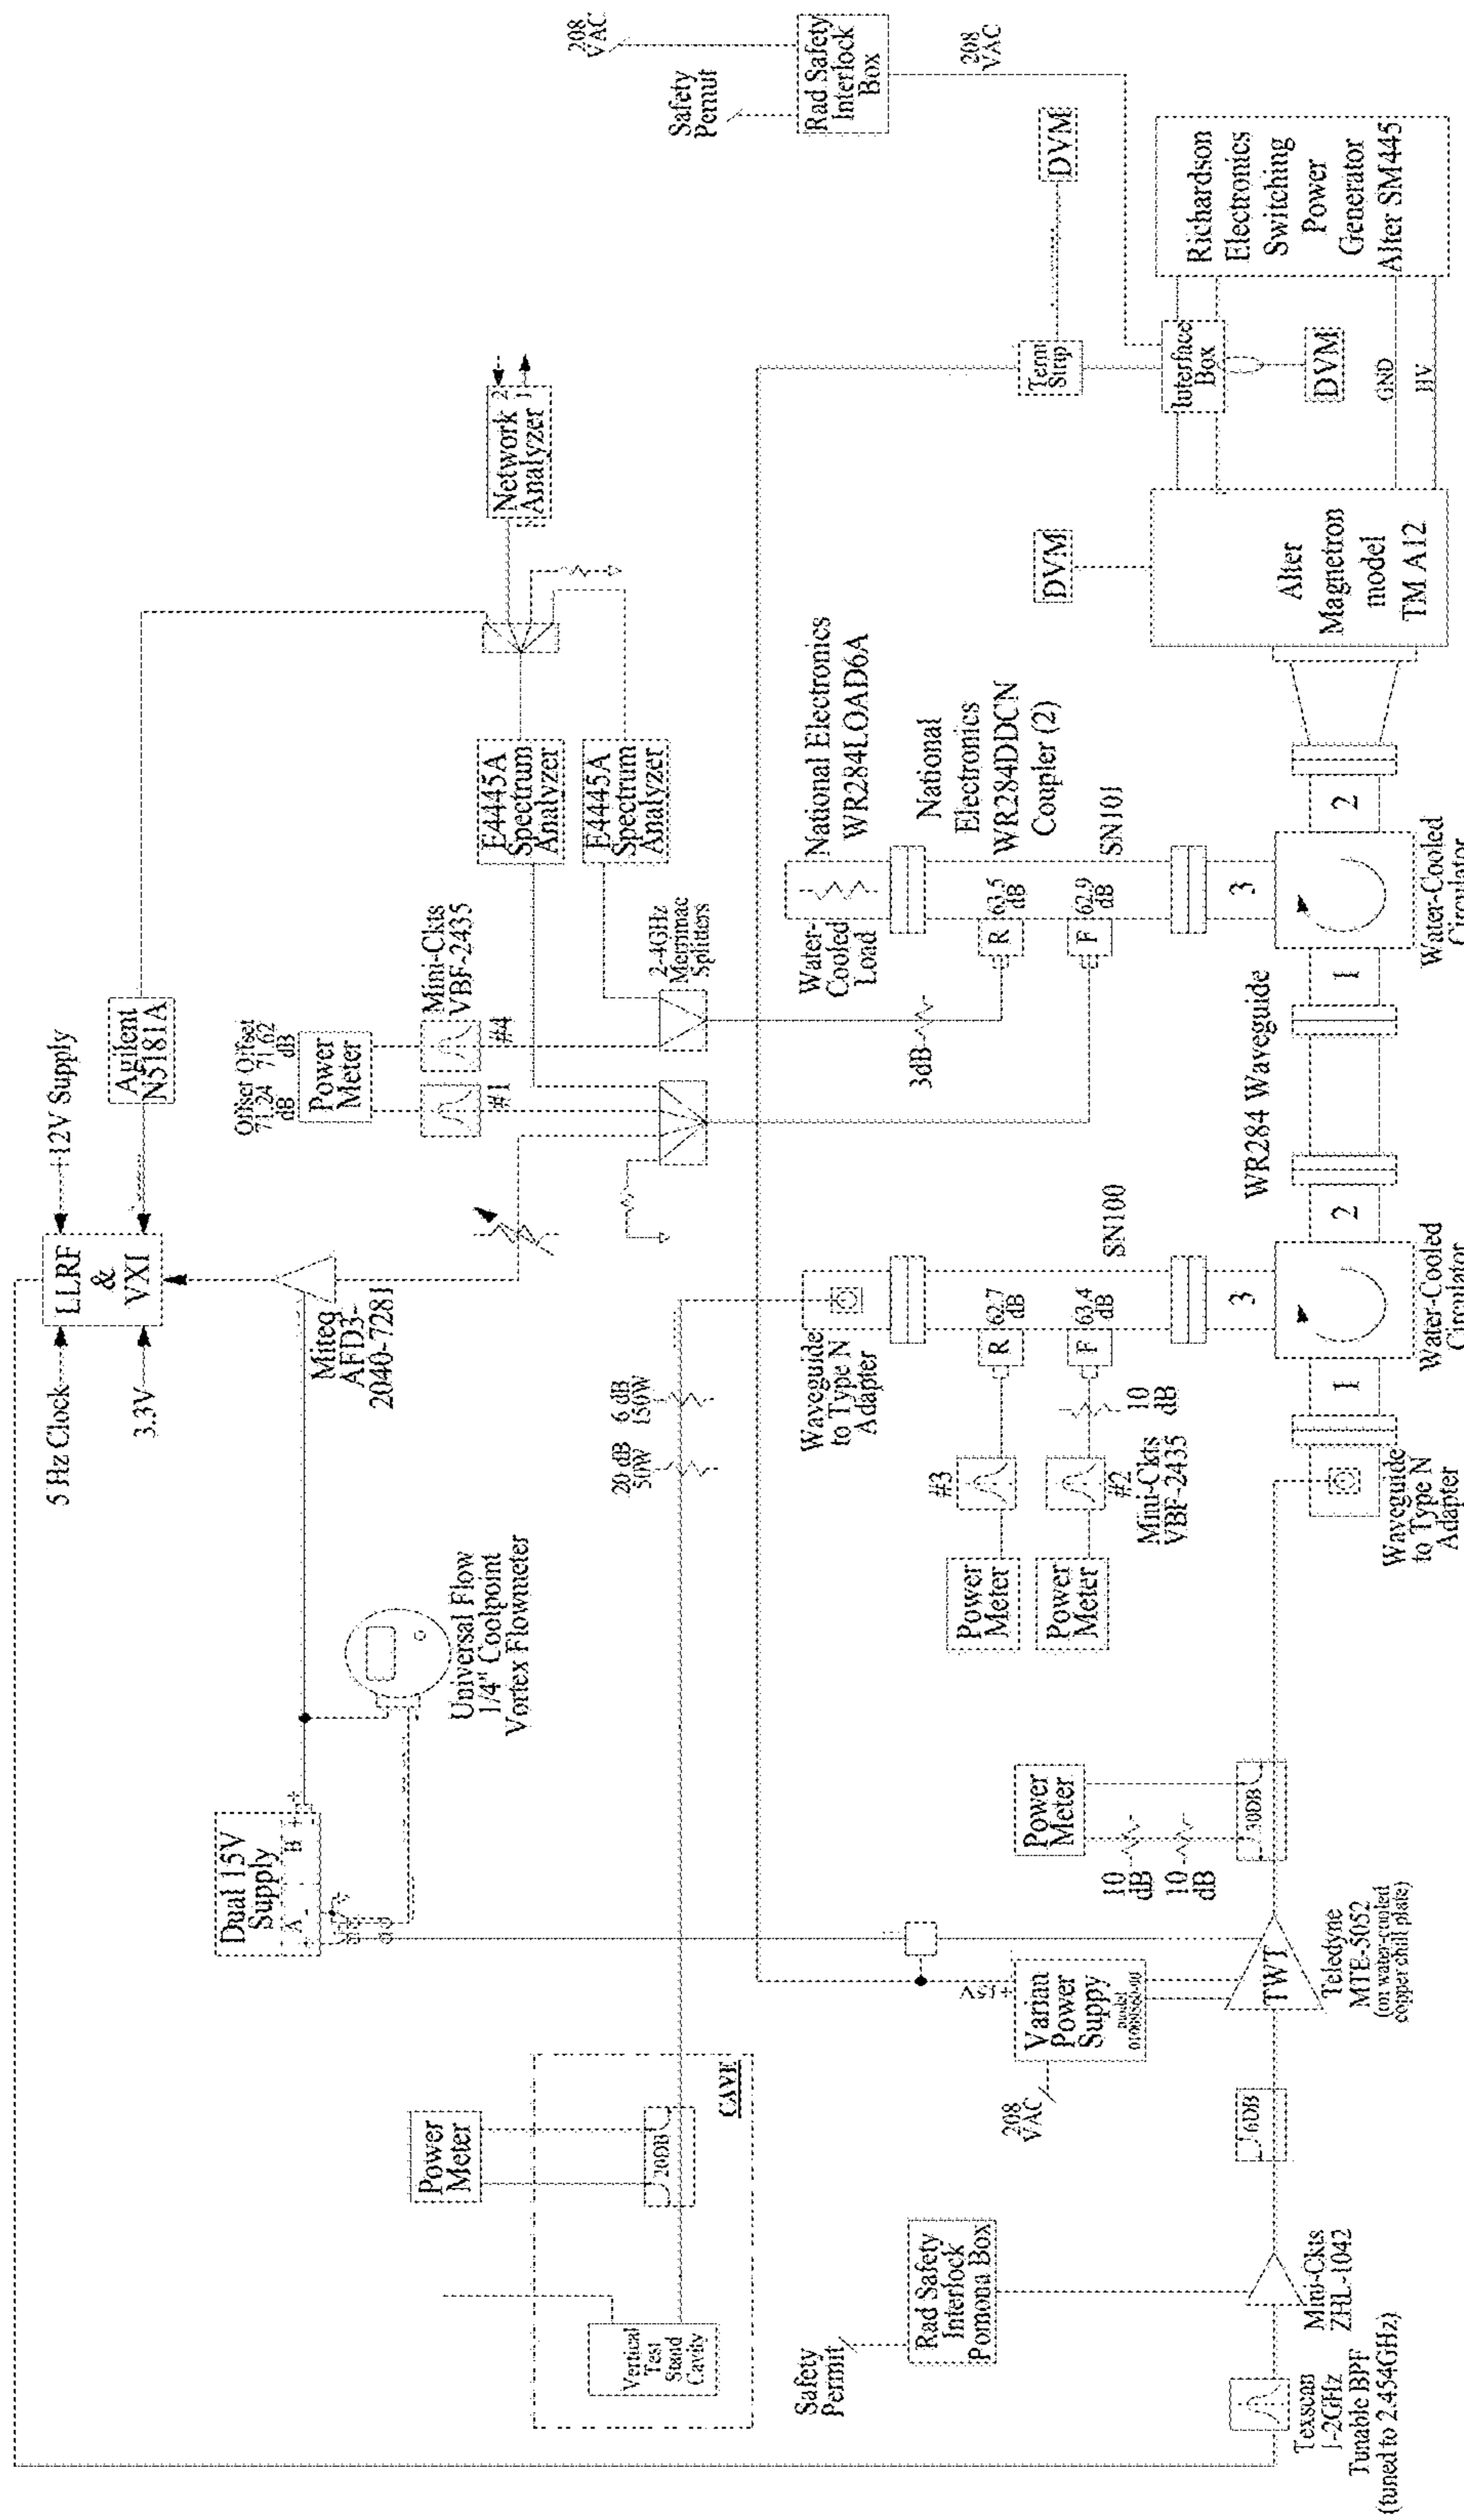 5 Hz Clock
3.3V
LLRF
&
VXI
+12V Supply
Agilent
N5181A
Miteq
AFD3-
2040-7281
Dual 15V
Supply
A
B
Universal Flow
1/4" Coolpoint
Vortex Flowmeter
Offset Offset
71.24 71.62
dB dB
Power
Meter
#1
#4
Mini-Ckts
VBF-2435
E4445A
Spectrum
Analyzer
E4445A
Spectrum
Analyzer
Network
Analyzer
2
1
2-4GHz
Merrimac
Splitters
208
VAC
Safety
Permit
Rad Safety
Interlock
Box
208
VAC
Power
Meter
20DB
CAVE
Vertical
Test
Stand
Cavity
20 dB
50W
6 dB
150W
Waveguide
to Type N
Adapter
R
62.7
dB
F
63.4
dB
SN100
#3
#2
10
dB
Mini-Ckts
VBF-2435
Power
Meter
Power
Meter
3dB
Water-
Cooled
Load
National Electronics
WR284LOAD6A
National
Electronics
WR284DDCN
Coupler (2)
R
63.5
dB
F
62.9
dB
SN101
DVM
Term
Strip
DVM
Interface
Box
DVM
GND
HV
Richardson
Electronics
Switching
Power
Generator
Alter SM445
Alter
Magnetron
model
TM A12
Safety
Permit
Rad Safety
Interlock
Pomona Box
208
VAC
+15V
Varian
Power
Suppy
model
Power
Meter
10
dB
10
dB
30DB
Texscan
1-2GHz
Tunable BPF
(tuned to 2.454GHz)
Mini-Ckts
ZHL-1042
6DB
TWT
Teledyne
MTE-5052
(on water-cooled
copper chill plate)
Waveguide
to Type N
Adapter
1
3
2
Water-Cooled
Circulator
WR284 Waveguide
1
3
2
Water-Cooled
Circulator